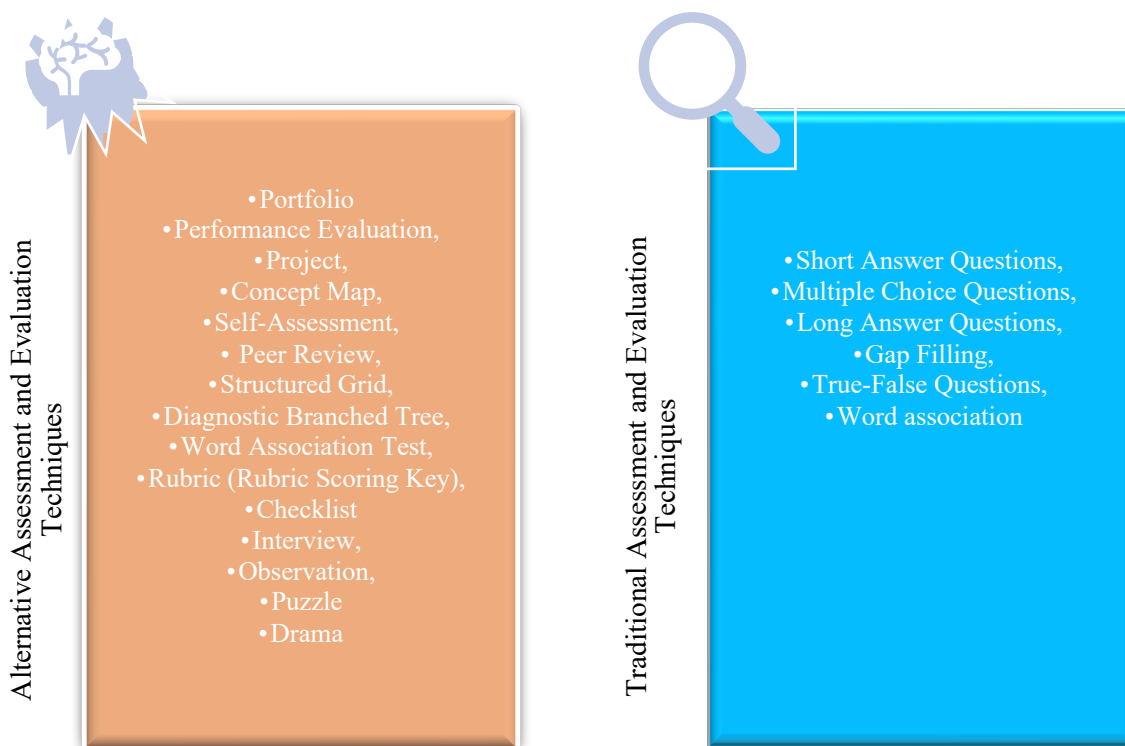 Alternative Assessment and Evaluation
Techniques
•Portfolio
•Performance Evaluation,
•Project,
•Concept Map,
•Self-Assessment,
• Peer Review,
•Structured Grid,
•Diagnostic Branched Tree,
•Word Association Test,
•Rubric (Rubric Scoring Key),
•Checklist
•Interview,
•Observation,
•Puzzle
•Drama
Traditional Assessment and Evaluation
Techniques
•Short Answer Questions,
•Multiple Choice Questions,
•Long Answer Questions,
•Gap Filling,
•True-False Questions,
•Word association